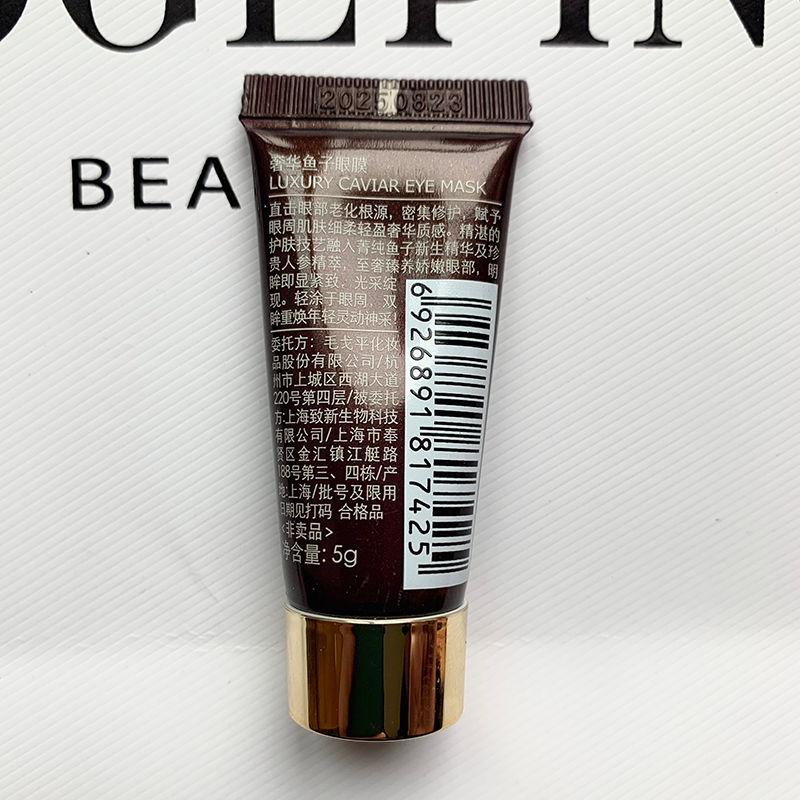 OGEPIN
BEA
20250823
奢华鱼子眼膜
LUXURY CAVIAR EYE MASK
直击眼部老化根源，密集修护，赋予
眼周肌肤细柔轻盈奢华质感。精湛的
护肤技艺融入菁纯鱼子新生精华及珍
贵人参精萃，至奢臻养娇嫩眼部，明
眸即显紧致，光采绽
现。轻涂于眼周，双
眸重焕年轻灵动神采!
委托方：毛戈平化妆
品股份有限公司/杭
州市上城区西湖大道
220号第四层/被委托
方:上海致新生物科技
有限公司/上海市奉
贤区金汇镇江艇路
188号第三、四栋/产
地:上海/批号及限用
日期见打码 合格品
<非卖品>
净含量: 5g
6 926891 817425